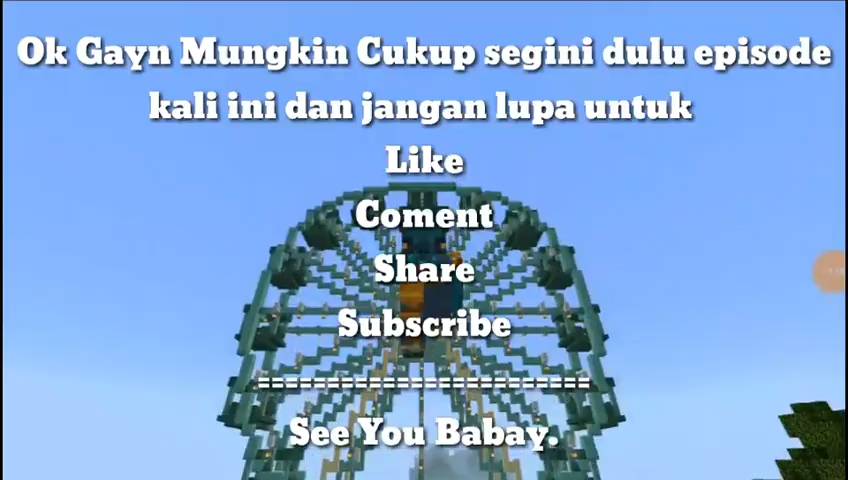 Ok Gayn Mungkin Cukup segini dulu episode
kali ini dan jangan lupa untuk
Like
Coment
Share
Subscribe
========================
See You Babay.